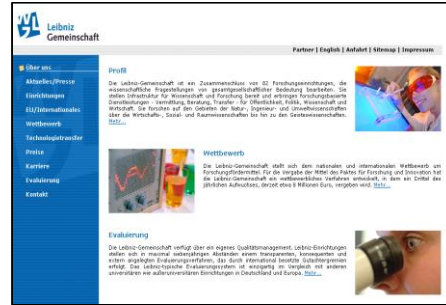 Leibniz
Gemeinschaft
Partner | English | Anfahrt | Sitemap | Impressum
Über uns
Aktuelles/Presse
Einrichtungen
EU/Internationales
Wettbewerb
Technologietransfer
Preise
Karriere
Evaluierung
Kontakt
Profil
Die Leibniz-Gemeinschaft ist ein Zusammenschluss von 82 Forschungseinrichtungen, die
wissenschaftliche Fragestellungen von gesamtgesellschaftlicher Bedeutung bearbeiten. Sie
stellen Infrastruktur für Wissenschaft und Forschung bereit und erbringen forschungsbasierte
Dienstleistungen - Vermittlung, Beratung, Transfer - für Öffentlichkeit, Politik, Wissenschaft und
Wirtschaft. Sie forschen auf den Gebieten der Natur-, Ingenieur- und Umweltwissenschaften
über die Wirtschafts-, Sozial- und Raumwissenschaften bis hin zu den Geisteswissenschaften.
Mehr...
Wettbewerb
Die Leibniz-Gemeinschaft stellt sich dem nationalen und internationalen Wettbewerb um
Forschungsfördermittel. Für die Vergabe der Mittel des Paktes für Forschung und Innovation hat
die Leibniz-Gemeinschaft ein wettbewerbliches Verfahren entwickelt, in dem ein Drittel des
jährlichen Aufwuchses, derzeit etwa 8 Millionen Euro, vergeben wird. Mehr...
Evaluierung
Die Leibniz-Gemeinschaft verfügt über ein eigenes Qualitätsmanagement. Leibniz-Einrichtungen
stellen sich in maximal siebenjährigen Abständen einem transparenten, konsequenten und
extern angelegten Evaluierungsverfahren, das durch international besetzte Gutachtergremien
erfolgt. Das Leibniz-typische Evaluierungssystem ist einzigartig im Vergleich mit anderen
universitären wie außeruniversitären Einrichtungen in Deutschland und Europa. Mehr...